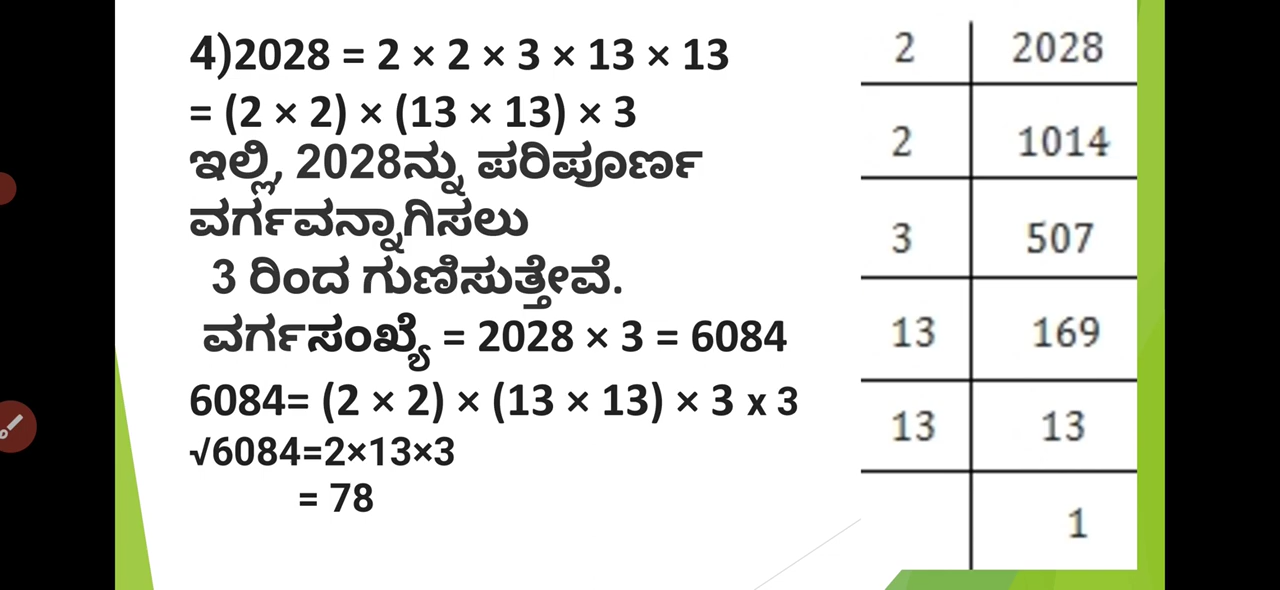 4)2028 = 2 × 2 × 3 × 13 × 13
= (2 × 2) × (13 × 13) × 3
ಇಲ್ಲಿ, 2028ನ್ನು ಪರಿಪೂರ್ಣ
ವರ್ಗವನ್ನಾಗಿಸಲು
3 ರಿಂದ ಗುಣಿಸುತ್ತೇವೆ.
ವರ್ಗಸಂಖ್ಯೆ = 2028 × 3 = 6084
6084= (2 × 2) × (13 × 13) × 3 x 3
√6084=2×13×3
= 78
2 2028
2 1014
3 507
13 169
13 13
1